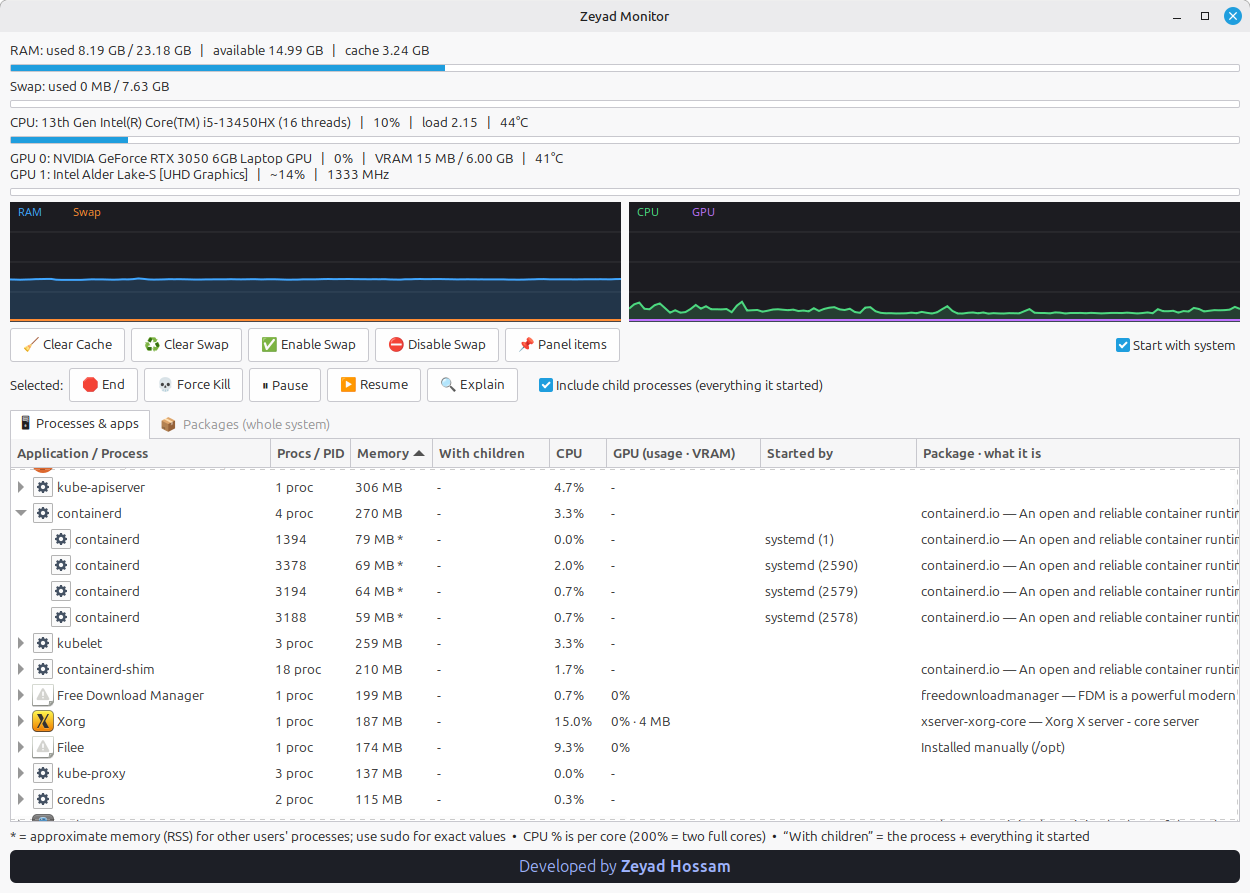 Zeyad Monitor
RAM: used 8.19 GB / 23.18 GB | available 14.99 GB | cache 3.24 GB
Swap: used 0 MB / 7.63 GB
CPU: 13th Gen Intel(R) Core(TM) i5-13450HX (16 threads) | 10% | load 2.15 | 44°C
GPU 0: NVIDIA GeForce RTX 3050 6GB Laptop GPU | 0% | VRAM 15 MB / 6.00 GB | 41°C
GPU 1: Intel Alder Lake-S [UHD Graphics] | ~14% | 1333 MHz
RAM Swap CPU GPU
Clear Cache Clear Swap Enable Swap Disable Swap Panel items Start with system
Selected: End Force Kill Pause Resume Explain Include child processes (everything it started)
Processes & apps Packages (whole system)
Application / Process Procs / PID Memory With children CPU GPU (usage · VRAM) Started by Package · what it is
kube-apiserver 1 proc 306 MB - 4.7% -
containerd 4 proc 270 MB - 3.3% - containerd.io — An open and reliable container runtin
containerd 1394 79 MB * - 0.0% - systemd (1) containerd.io — An open and reliable container runtin
containerd 3378 69 MB * - 2.0% - systemd (2590) containerd.io — An open and reliable container runtin
containerd 3194 64 MB * - 0.7% - systemd (2579) containerd.io — An open and reliable container runtin
containerd 3188 59 MB * - 0.7% - systemd (2578) containerd.io — An open and reliable container runtin
kubelet 3 proc 259 MB - 3.3% -
containerd-shim 18 proc 210 MB - 1.7% - containerd.io — An open and reliable container runtin
Free Download Manager 1 proc 199 MB - 0.7% 0% freedownloadmanager — FDM is a powerful modern
Xorg 1 proc 187 MB - 15.0% 0% · 4 MB xserver-xorg-core — Xorg X server - core server
Filee 1 proc 174 MB - 9.3% 0% Installed manually (/opt)
kube-proxy 3 proc 137 MB - 0.0% -
coredns 2 proc 115 MB - 0.3% -
* = approximate memory (RSS) for other users' processes; use sudo for exact values • CPU % is per core (200% = two full cores) • “With children” = the process + everything it started
Developed by Zeyad Hossam